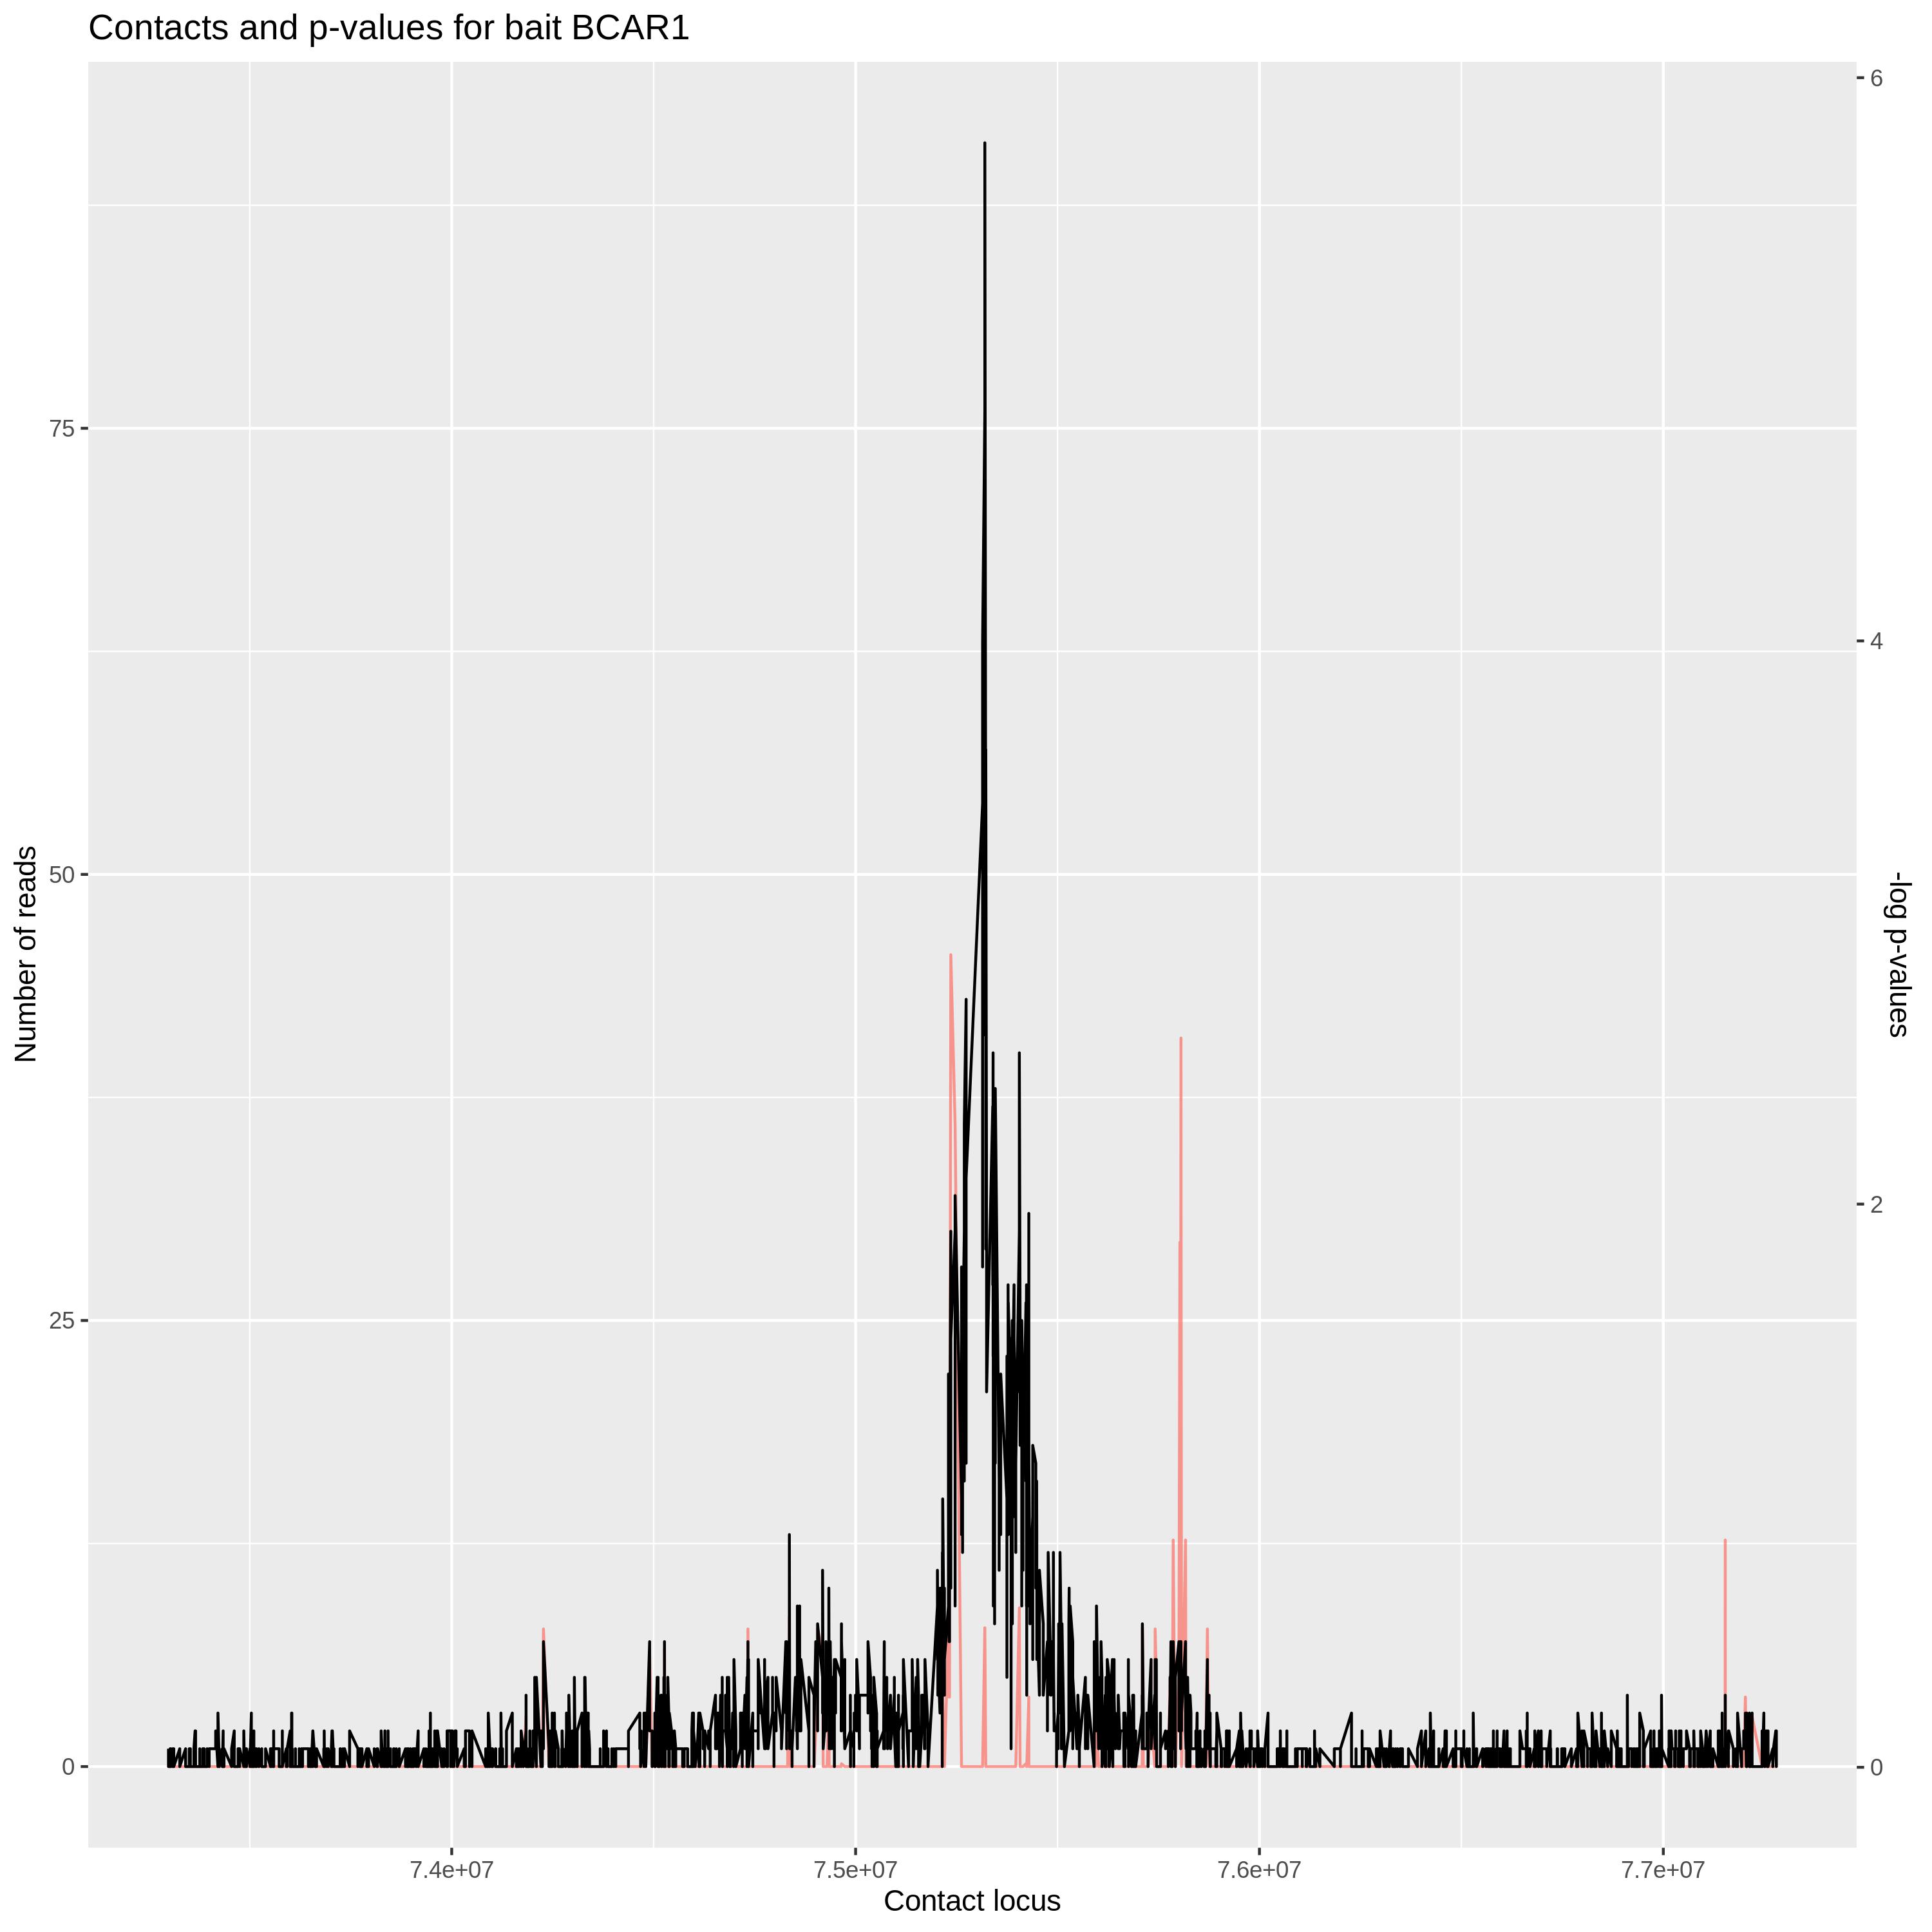 Contacts and p-values for bait BCAR1
Number of reads
75
50
25
0
6
4
2
0
-log p-values
7.4e+07 7.5e+07 7.6e+07 7.7e+07
Contact locus